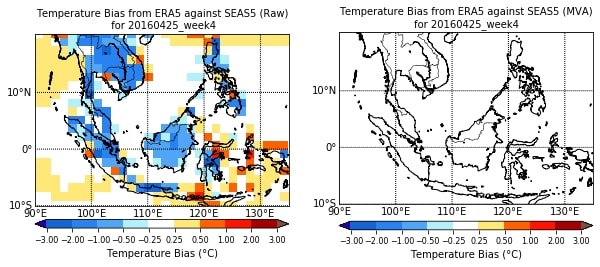 Temperature Bias from ERA5 against SEAS5 (Raw)
for 20160425_week4
10°N
0°
10°S
90°E 100°E 110°E 120°E 130°E
−3.00 −2.00 −1.00 −0.50 −0.25 0.25 0.50 1.00 2.00 3.00
Temperature Bias (°C)
Temperature Bias from ERA5 against SEAS5 (MVA)
for 20160425_week4
10°N
0°
10°S
90°E 100°E 110°E 120°E 130°E
−3.00 −2.00 −1.00 −0.50 −0.25 0.25 0.50 1.00 2.00 3.00
Temperature Bias (°C)